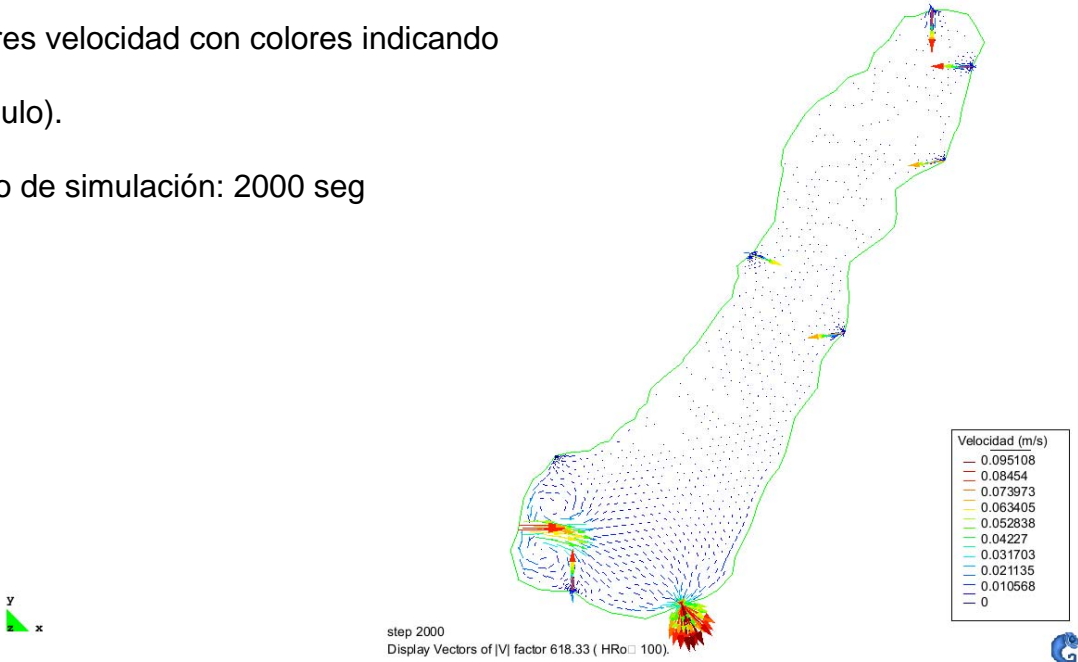 res velocidad con colores indicando
ulo).
o de simulación: 2000 seg
Velocidad (m/s)
0.095108
0.08454
0.073973
0.063405
0.052838
0.04227
0.031703
0.021135
0.010568
0
y
z x
step 2000
Display Vectors of |V| factor 618.33 ( HRo□ 100).